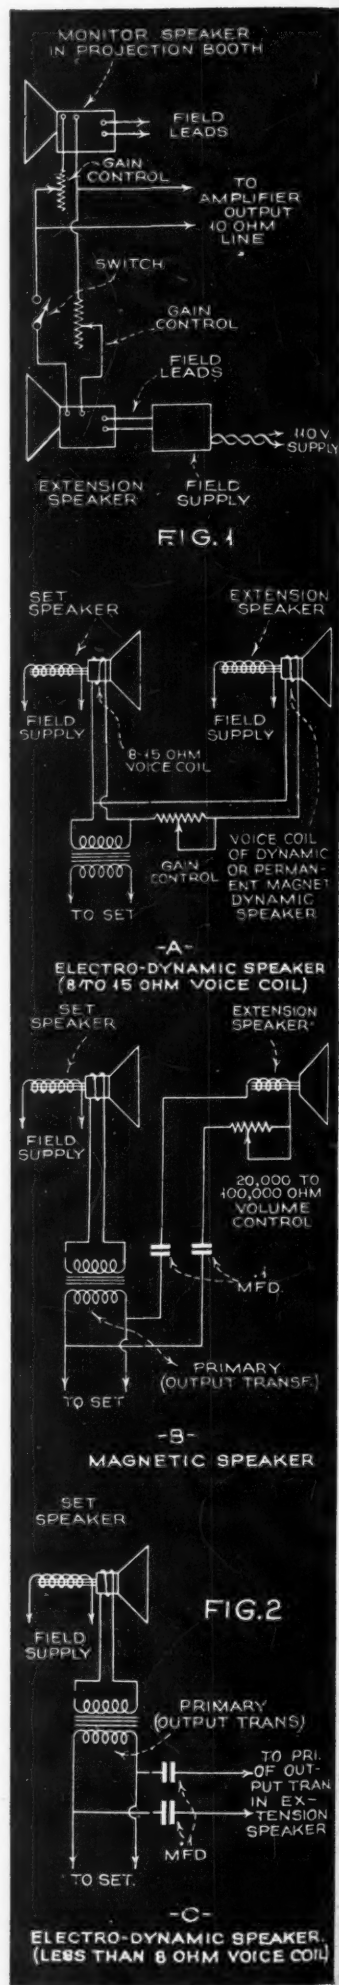 MONITOR SPEAKER
IN PROJECTION BOOTH
FIELD
LEADS
GAIN
CONTROL
TO
AMPLIFIER
OUTPUT
10 OHM
LINE
SWITCH
GAIN
CONTROL
FIELD
LEADS
110 V.
SUPPLY
EXTENSION
SPEAKER
FIELD
SUPPLY
FIG. 1
SET
SPEAKER
EXTENSION
SPEAKER
FIELD
SUPPLY
FIELD
SUPPLY
8-15 OHM
VOICE COIL
GAIN
CONTROL
VOICE COIL
OF DYNAMIC
OR PERMAN-
ENT MAGNET
DYNAMIC
SPEAKER
TO SET
-A-
ELECTRO-DYNAMIC SPEAKER
(8 TO 15 OHM VOICE COIL)
SET
SPEAKER
EXTENSION
SPEAKER
FIELD
SUPPLY
20,000 TO
100,000 OHM
VOLUME
CONTROL
.1
MFD.
PRIMARY
(OUTPUT TRANSF.)
TO SET
-B-
MAGNETIC SPEAKER
SET
SPEAKER
FIG. 2
FIELD
SUPPLY
PRIMARY
(OUTPUT TRANS)
TO PRI.
OF OUT-
PUT TRAN.
IN EX-
TENSION
SPEAKER
.1
MFD
TO SET.
-C-
ELECTRO-DYNAMIC SPEAKER.
(LESS THAN 8 OHM VOICE COIL)